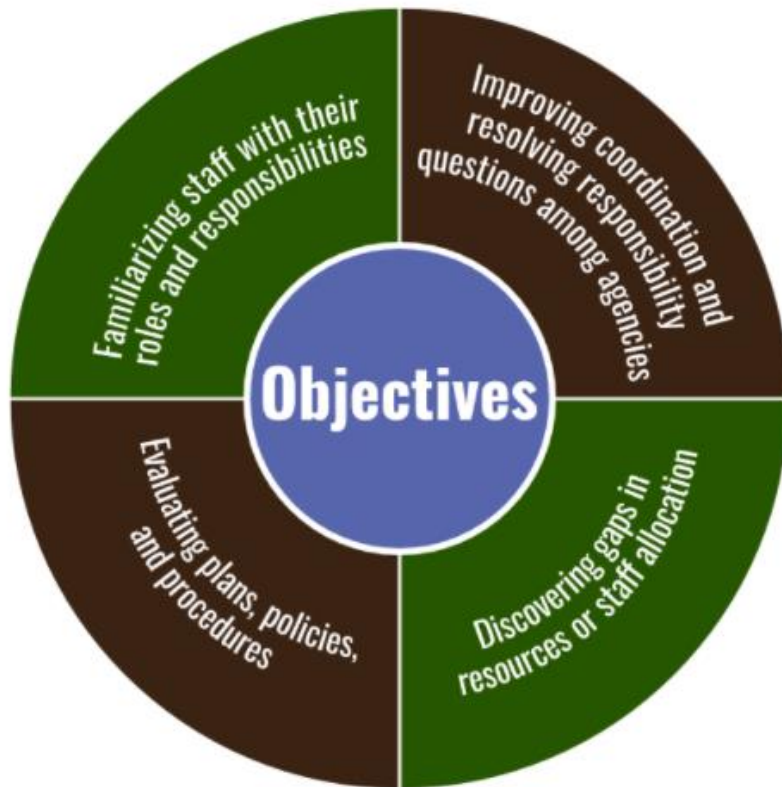 Familiarizing staff with their
roles and responsibilities
Improving coordination and
resolving responsibility
questions among agencies
Objectives
Evaluating plans, policies,
and procedures
Discovering gaps in
resources or staff allocation